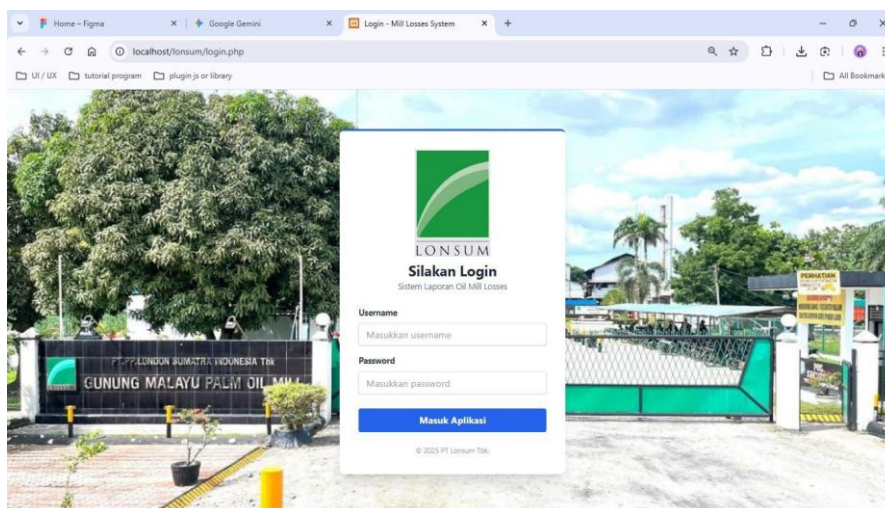 Home – Figma
Google Gemini
Login - Mill Losses System
localhost/lonsum/login.php
UI / UX
tutorial program
plugin js or library
All Bookmark
LONSUM
Silakan Login
Sistem Laporan Oil Mill Losses
Username
Masukkan username
Password
Masukkan password
Masuk Aplikasi
© 2025 PT Lonsum Tbk.
PT.PP.LONDON SUMATRA INDONESIA Tbk
GUNUNG MALAYU PALM OIL MILL
PERHATIAN